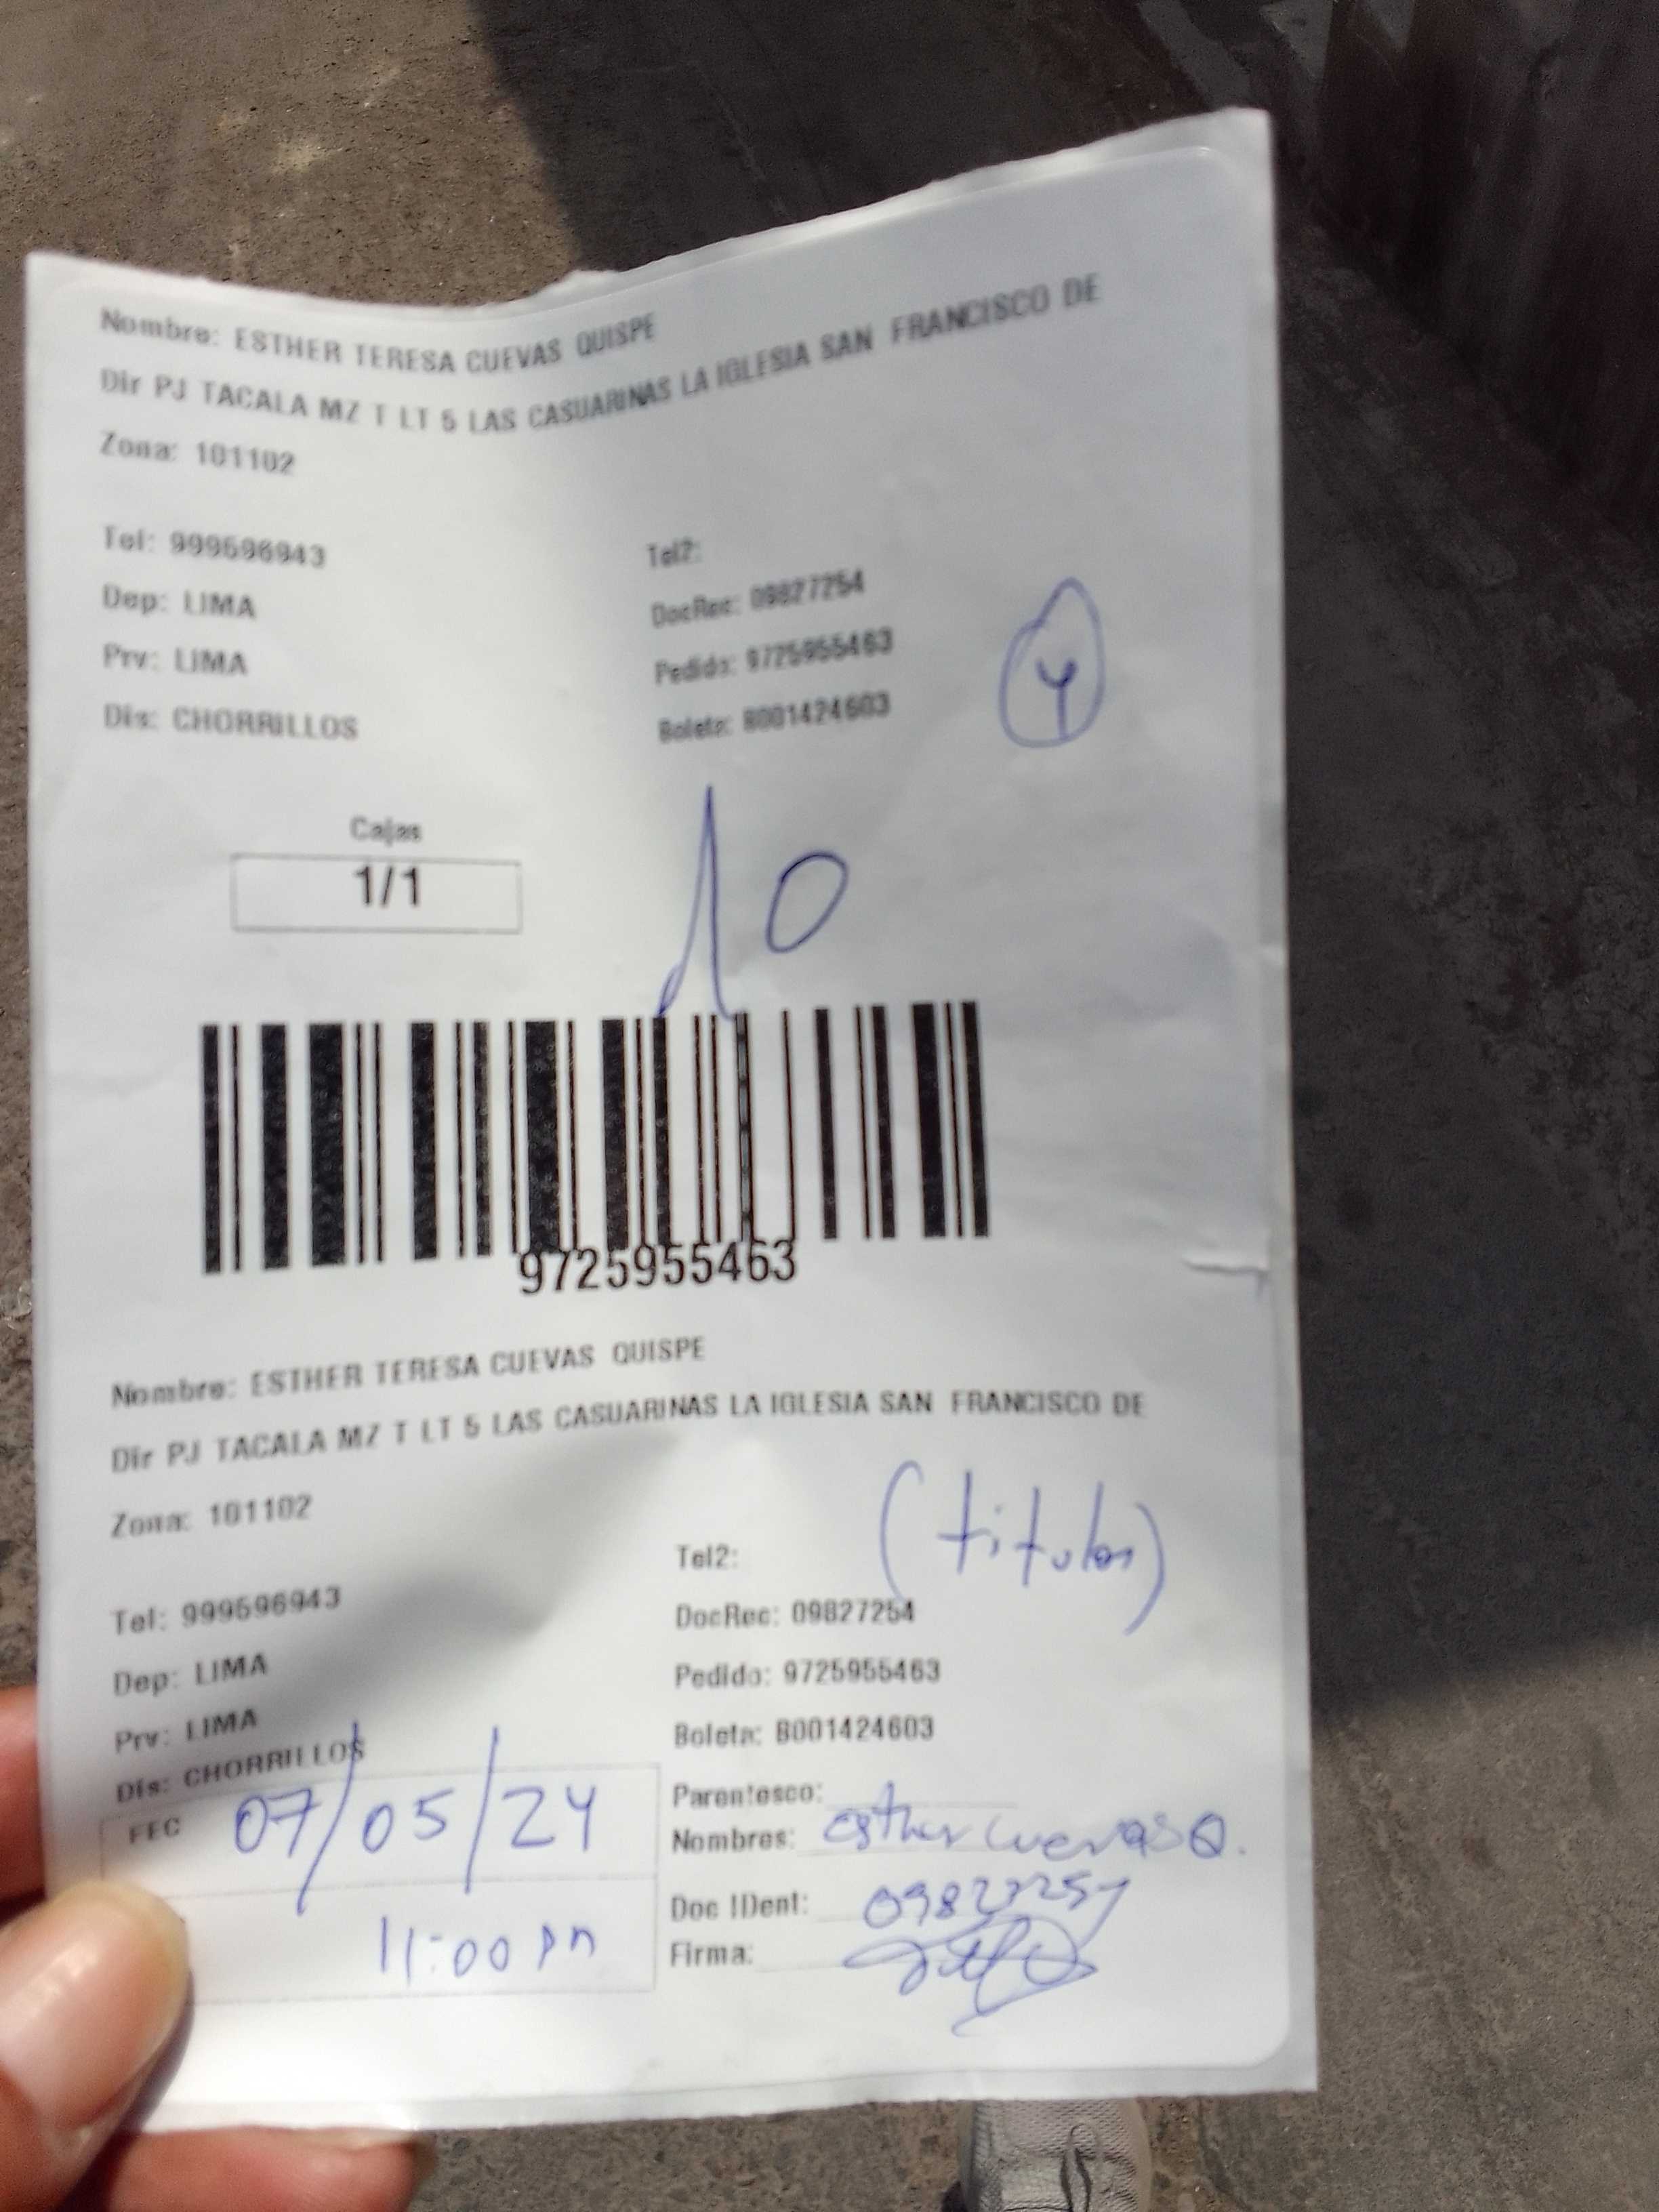 Nombre: ESTHER TERESA CUEVAS QUISPE
Dir PJ TACALA MZ T LT 5 LAS CASUARINAS LA IGLESIA SAN FRANCISCO DE
Zona: 101102
Tel: 999596943 Tel2:
Dep: LIMA DocRec: 09827254
Prv: LIMA Pedido: 9725955463
Dis: CHORRILLOS Boleta: B001424603
4
Cajas
1/1
10
9725955463
Nombre: ESTHER TERESA CUEVAS QUISPE
Dir PJ TACALA MZ T LT 5 LAS CASUARINAS LA IGLESIA SAN FRANCISCO DE
Zona: 101102
(titular)
Tel: 999596943 Tel2:
Dep: LIMA DocRec: 09827254
Prv: LIMA Pedido: 9725955463
Dis: CHORRILLOS Boleta: B001424603
FEC 07/05/24
11:00 pm
Parentesco:
Nombres: esther Cuevas Q.
Doc IDent: 09827254
Firma: